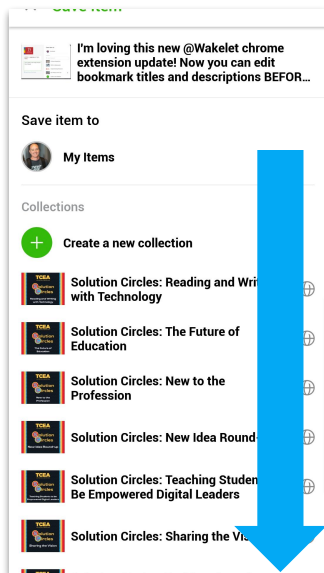 I'm loving this new @Wakelet chrome
extension update! Now you can edit
bookmark titles and descriptions BEFOR...
Save item to
My Items
Collections
Create a new collection
Solution Circles: Reading and Wri
with Technology
Solution Circles: The Future of
Education
Solution Circles: New to the
Profession
Solution Circles: New Idea Round-
Solution Circles: Teaching Studen
Be Empowered Digital Leaders
Solution Circles: Sharing the Vis